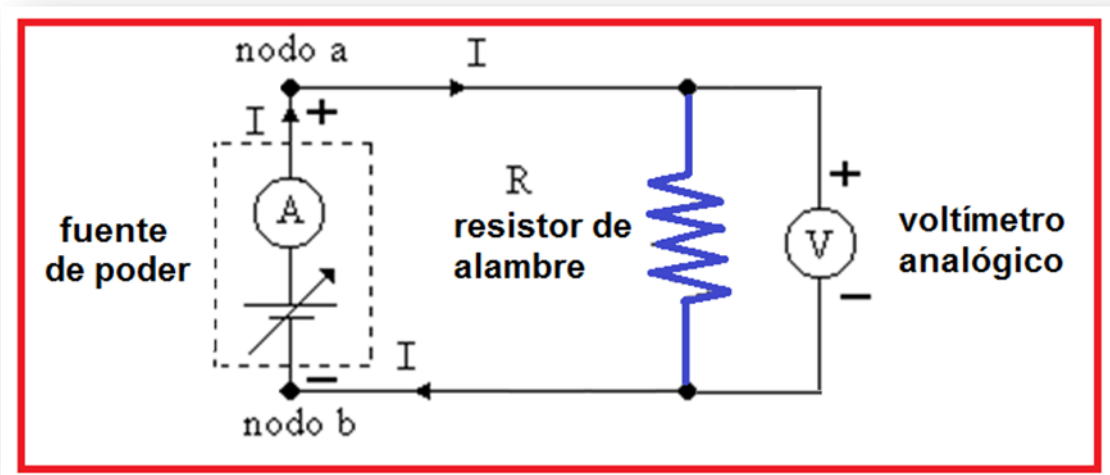 nodo a
I
I
+
A
fuente
de poder
R
resistor de
alambre
+
V
−
voltímetro
analógico
−
I
nodo b